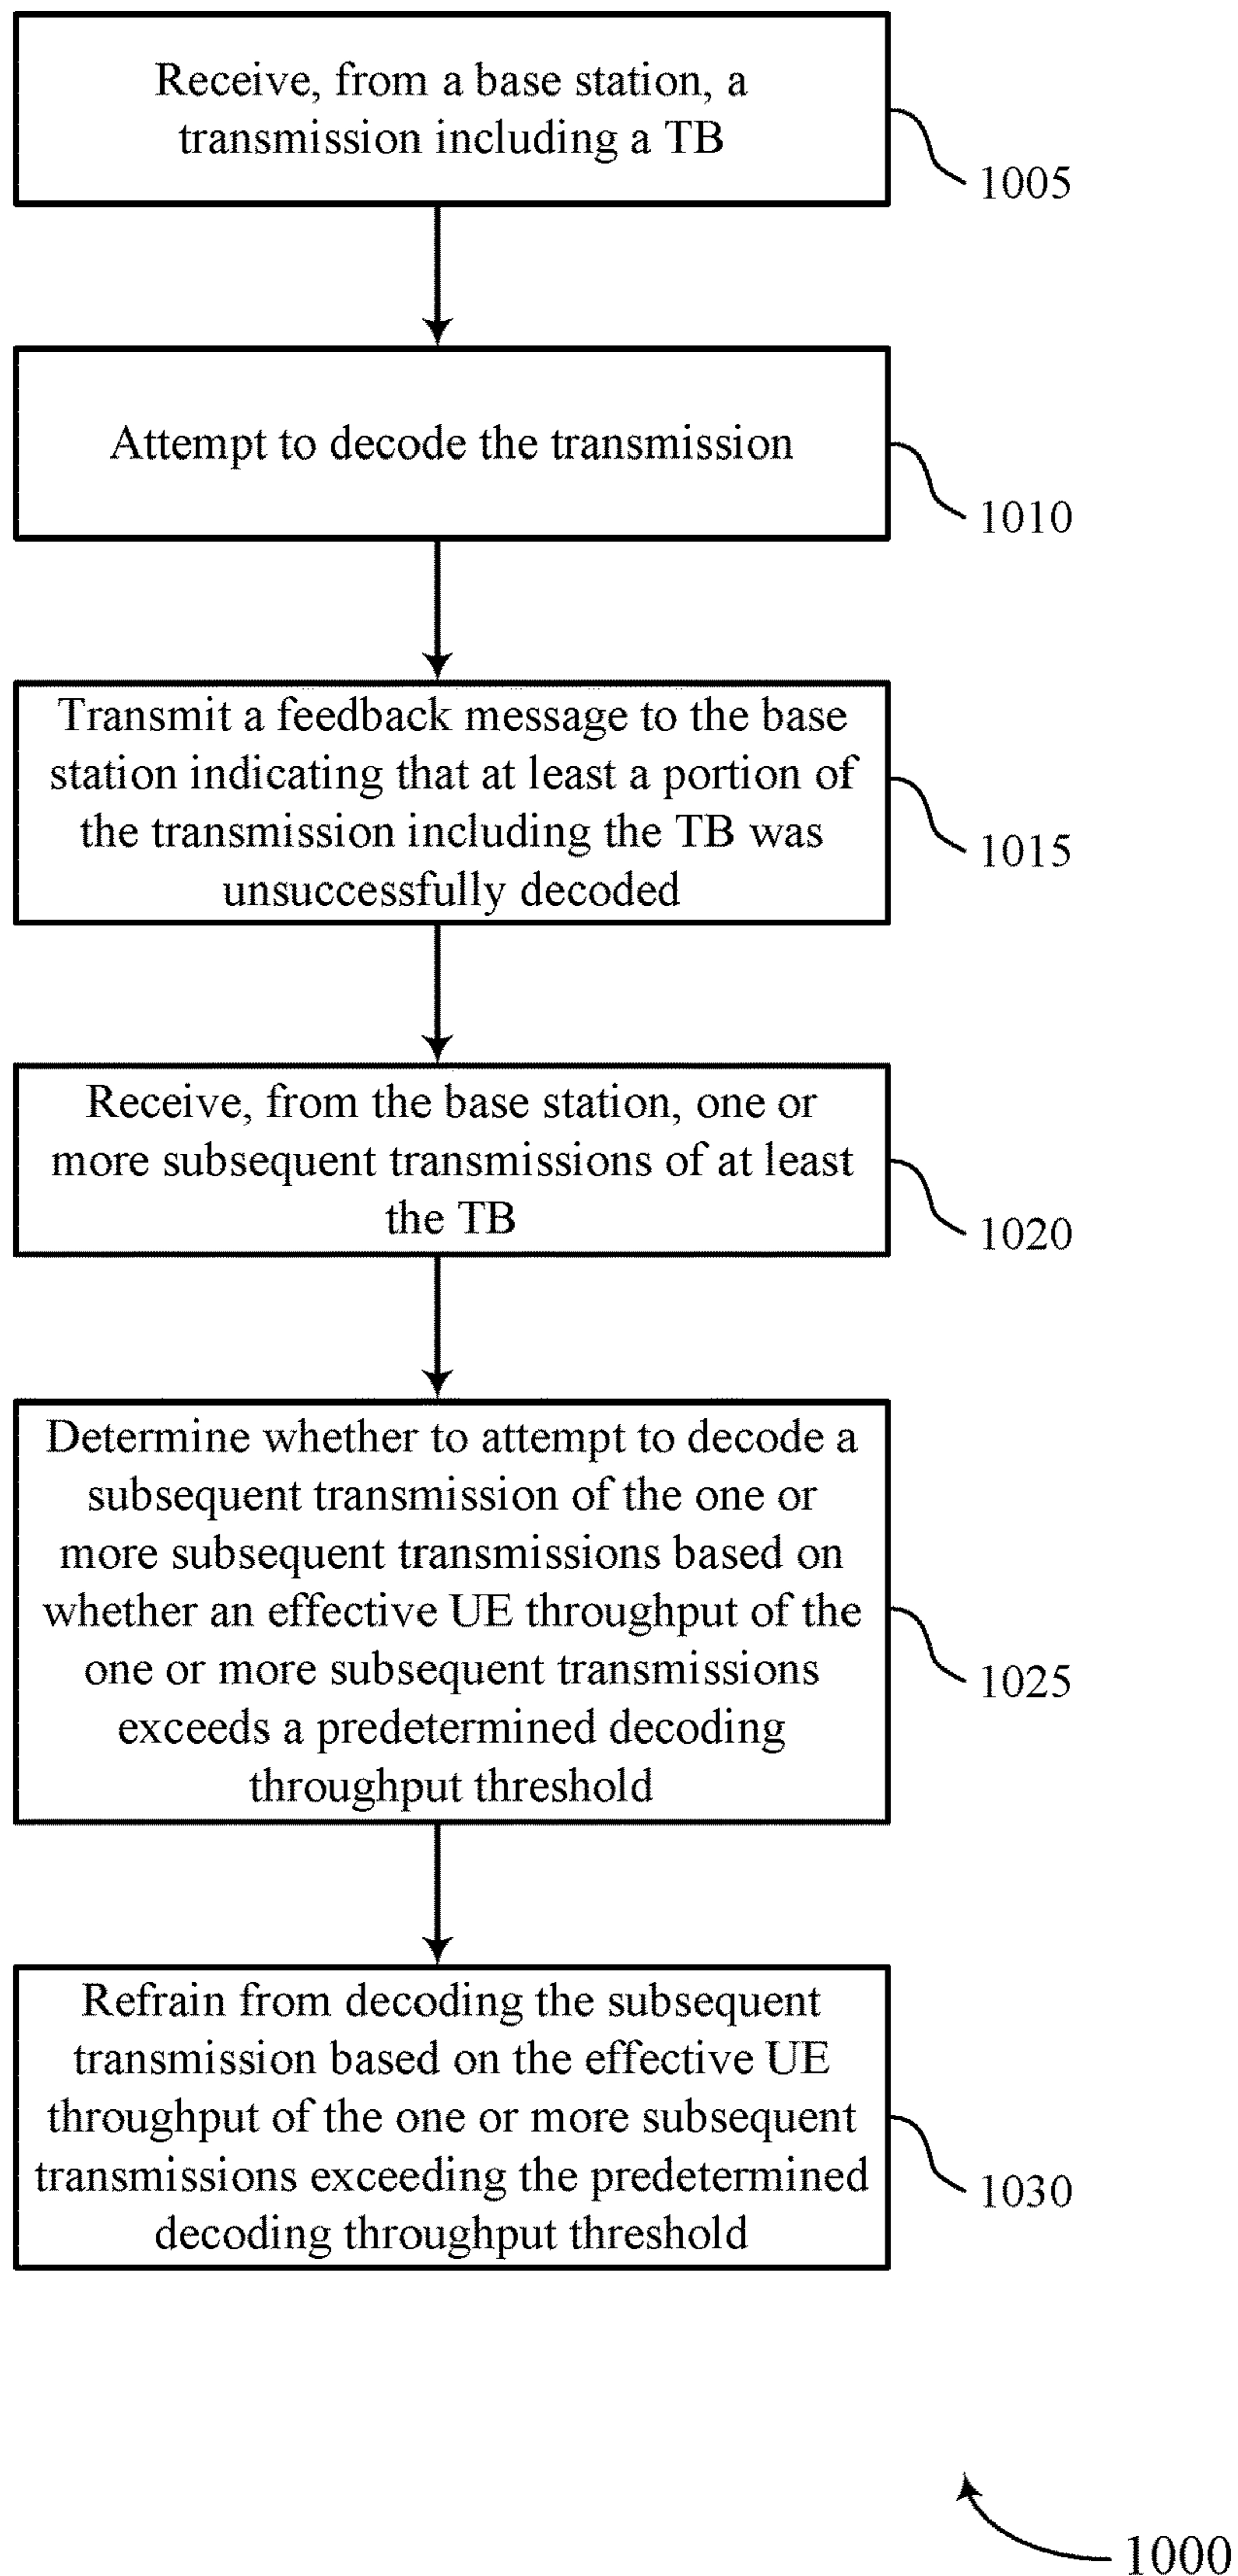 Receive, from a base station, a
transmission including a TB
1005
Attempt to decode the transmission
1010
Transmit a feedback message to the base
station indicating that at least a portion of
the transmission including the TB was
unsuccessfully decoded
1015
Receive, from the base station, one or
more subsequent transmissions of at least
the TB
1020
Determine whether to attempt to decode a
subsequent transmission of the one or
more subsequent transmissions based on
whether an effective UE throughput of the
one or more subsequent transmissions
exceeds a predetermined decoding
throughput threshold
1025
Refrain from decoding the subsequent
transmission based on the effective UE
throughput of the one or more subsequent
transmissions exceeding the predetermined
decoding throughput threshold
1030
1000